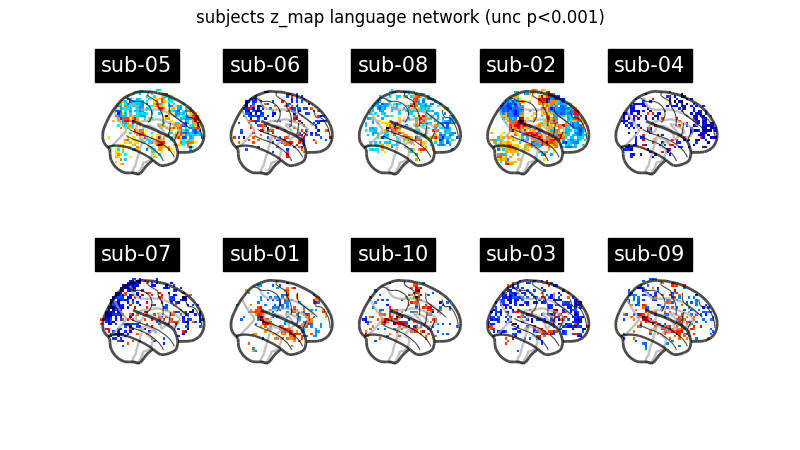 subjects z_map language network (unc p<0.001)
sub-05
sub-06
sub-08
sub-02
sub-04
sub-07
sub-01
sub-10
sub-03
sub-09